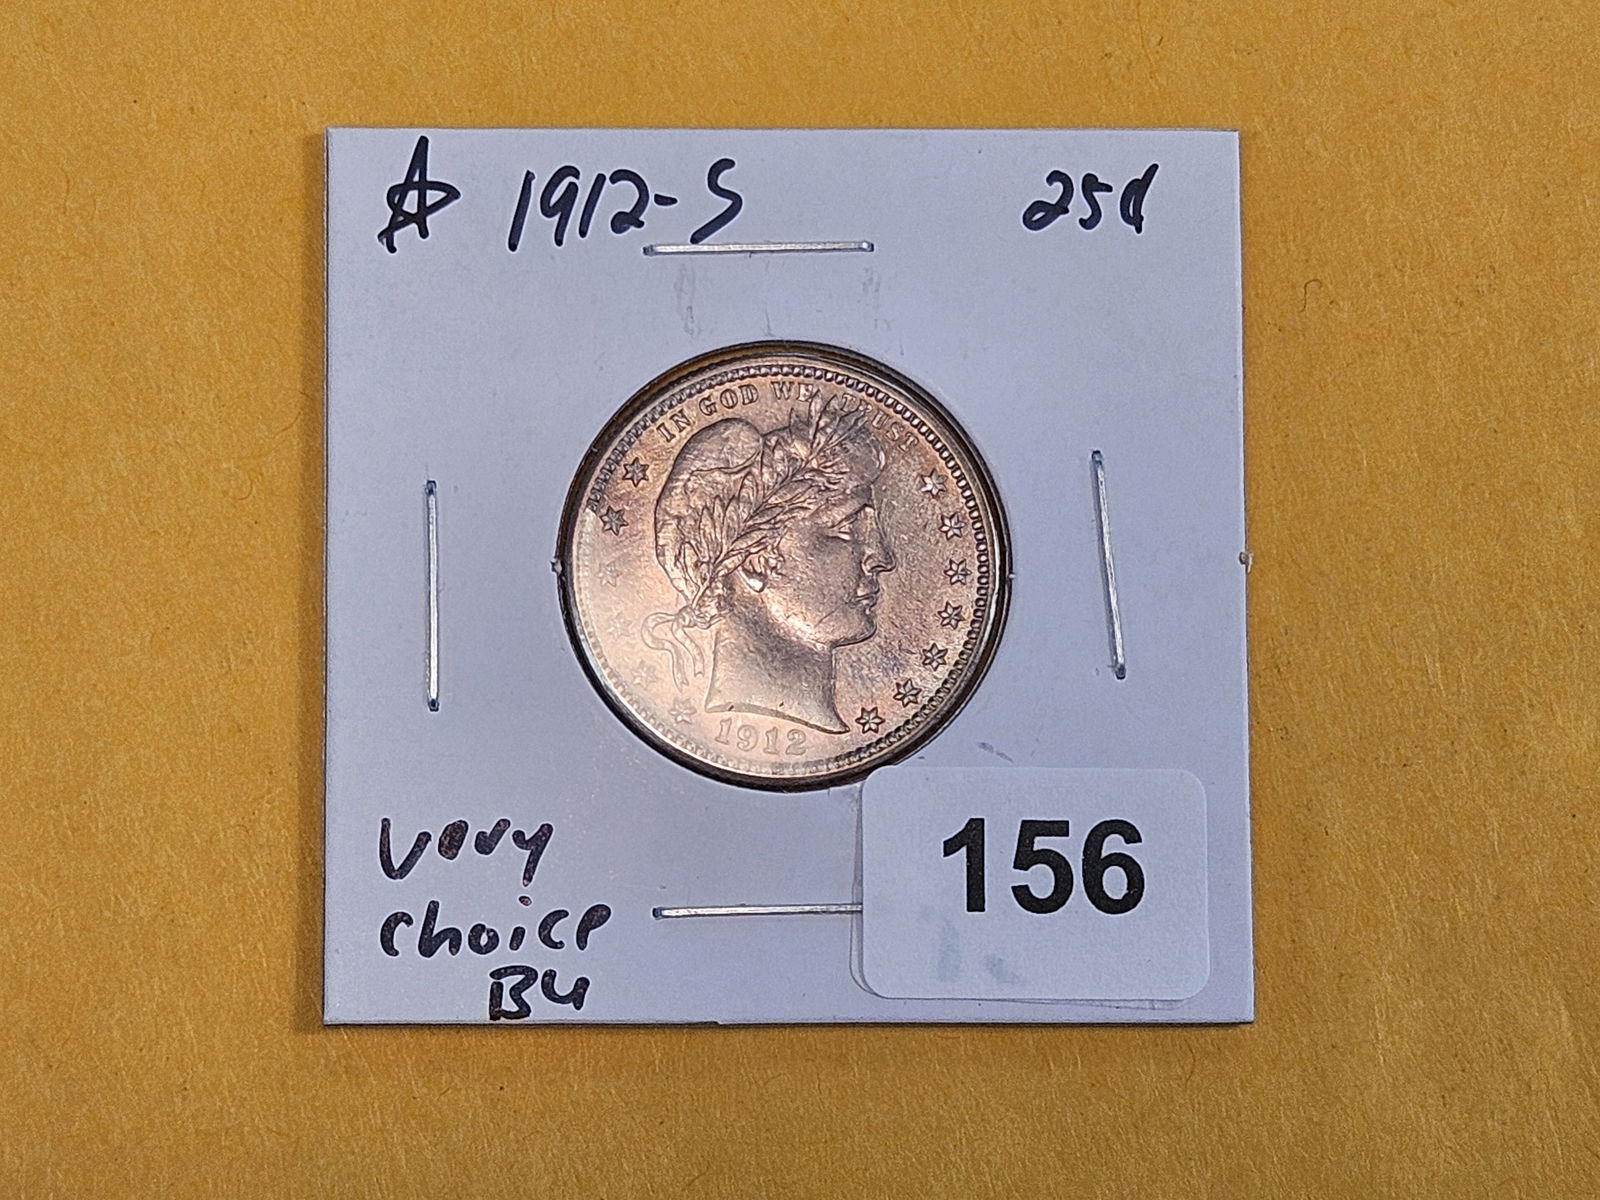 ☆ 1912-S 25¢
IN GOD WE TRUST
1912
Very
choice
BU
156